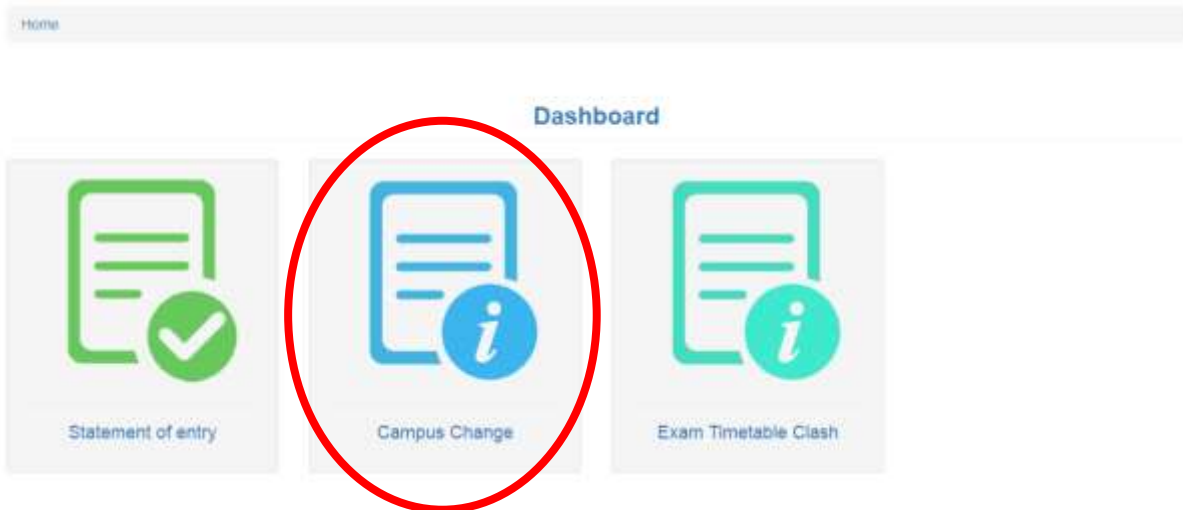 Home
Dashboard
Statement of entry
Campus Change
Exam Timetable Clash